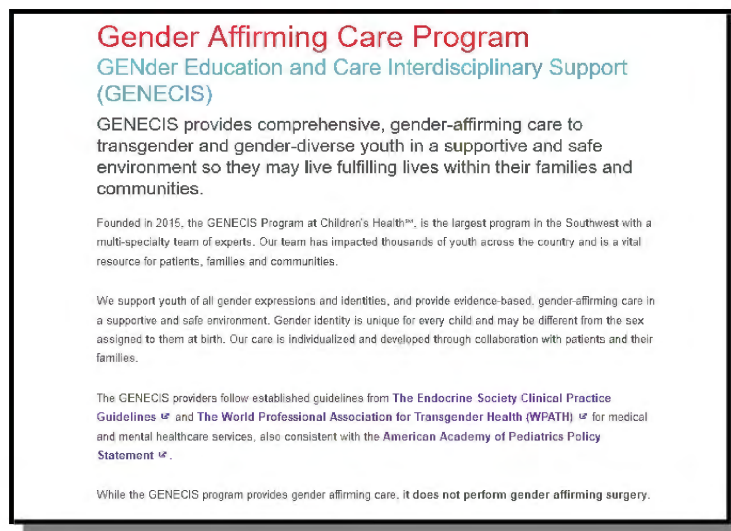 Gender Affirming Care Program
GENder Education and Care Interdisciplinary Support
(GENECIS)
GENECIS provides comprehensive, gender-affirming care to
transgender and gender-diverse youth in a supportive and safe
environment so they may live fulfilling lives within their families and
communities.
Founded in 2015, the GENECIS Program at Children's Health℠, is the largest program in the Southwest with a
multi-specialty team of experts. Our team has impacted thousands of youth across the country and is a vital
resource for patients, families and communities.
We support youth of all gender expressions and identities, and provide evidence-based, gender-affirming care in
a supportive and safe environment. Gender identity is unique for every child and may be different from the sex
assigned to them at birth. Our care is individualized and developed through collaboration with patients and their
families.
The GENECIS providers follow established guidelines from The Endocrine Society Clinical Practice
Guidelines and The World Professional Association for Transgender Health (WPATH) for medical
and mental healthcare services, also consistent with the American Academy of Pediatrics Policy
Statement .
While the GENECIS program provides gender affirming care, it does not perform gender affirming surgery.